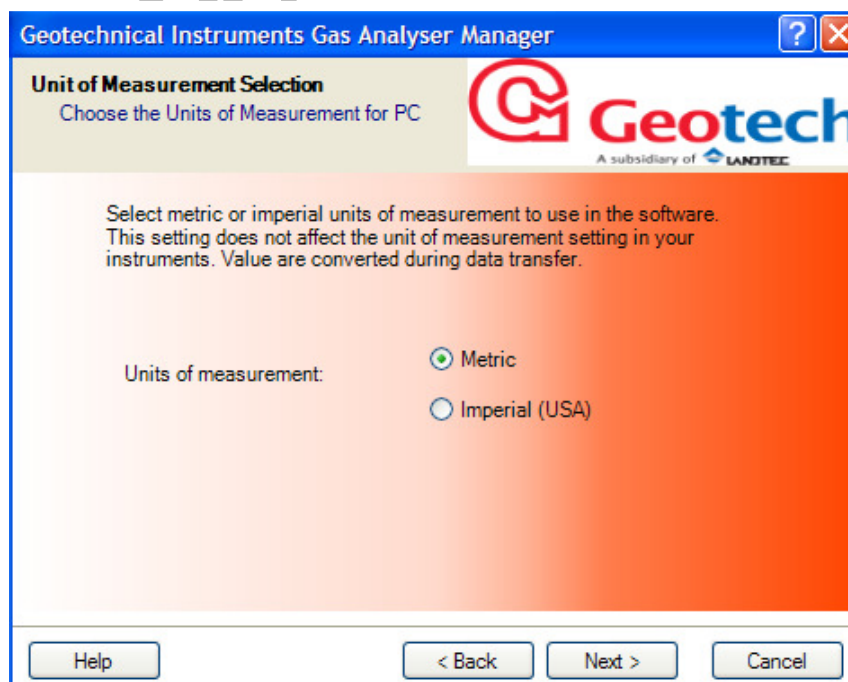 Geotechnical Instruments Gas Analyser Manager
Unit of Measurement Selection
Choose the Units of Measurement for PC
Geotech
A subsidiary of LANDTEC
Select metric or imperial units of measurement to use in the software.
This setting does not affect the unit of measurement setting in your
instruments. Value are converted during data transfer.
Units of measurement:
Metric
Imperial (USA)
Help
< Back
Next >
Cancel